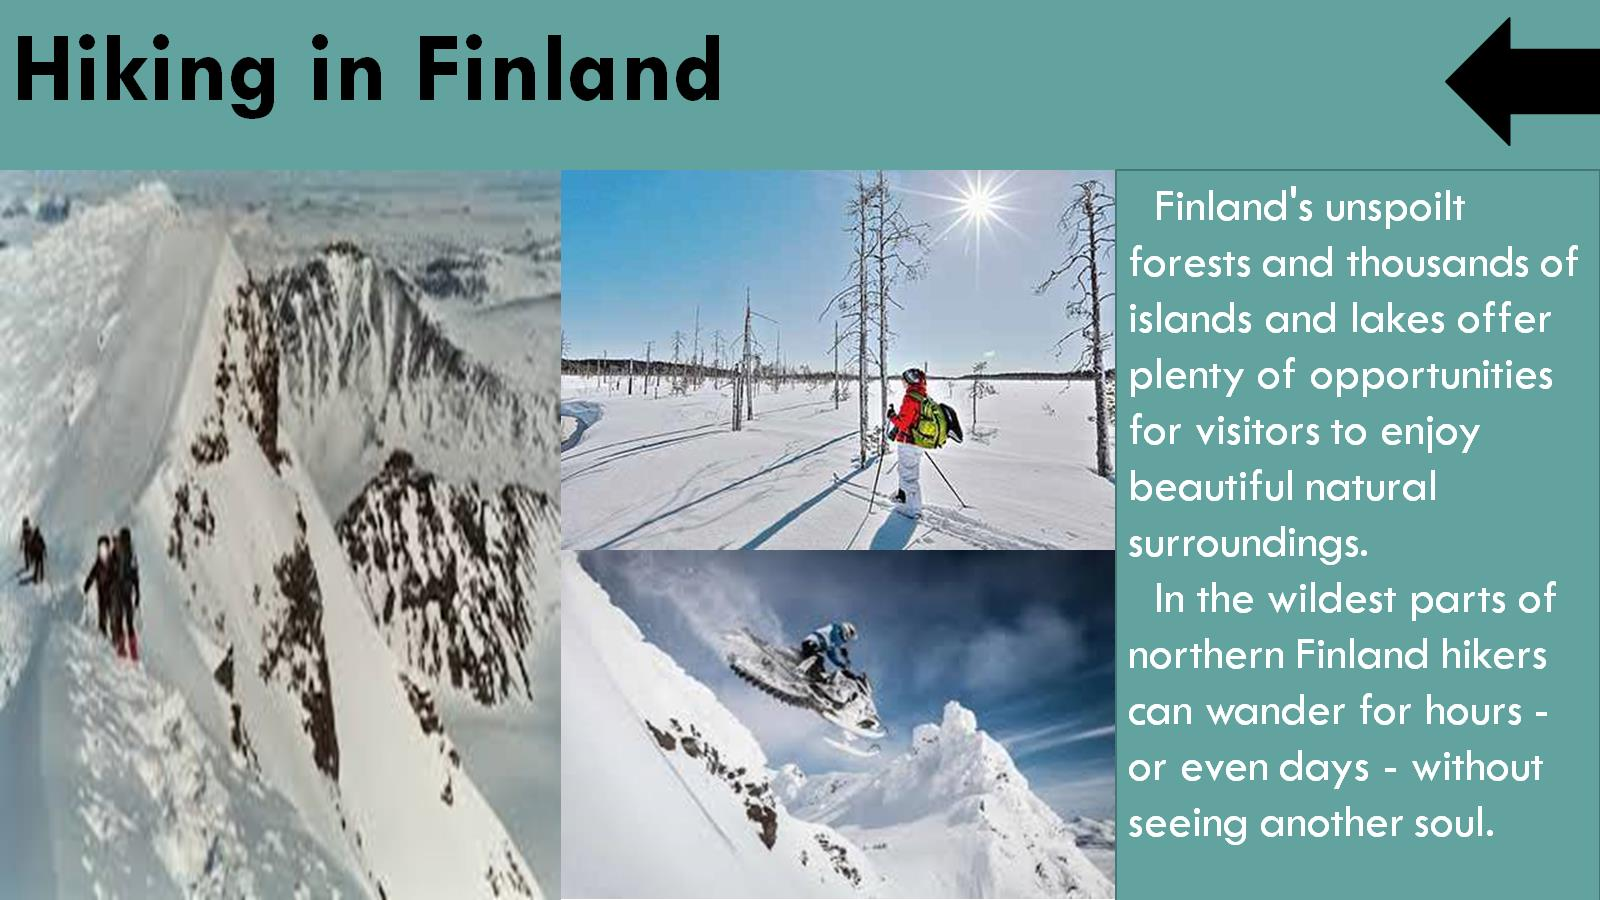 Hiking in Finland
Finland's unspoilt
forests and thousands of
islands and lakes offer
plenty of opportunities
for visitors to enjoy
beautiful natural
surroundings.
In the wildest parts of
northern Finland hikers
can wander for hours -
or even days - without
seeing another soul.